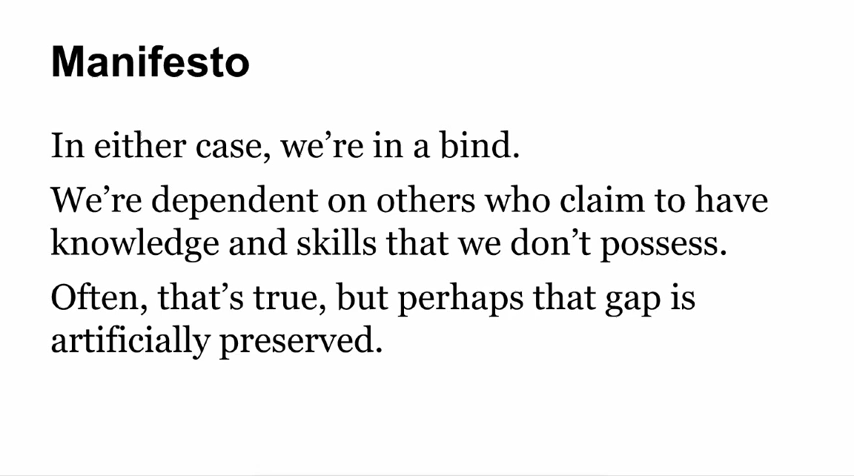 Manifesto
In either case, we’re in a bind.
We’re dependent on others who claim to have
knowledge and skills that we don’t possess.
Often, that’s true, but perhaps that gap is
artificially preserved.